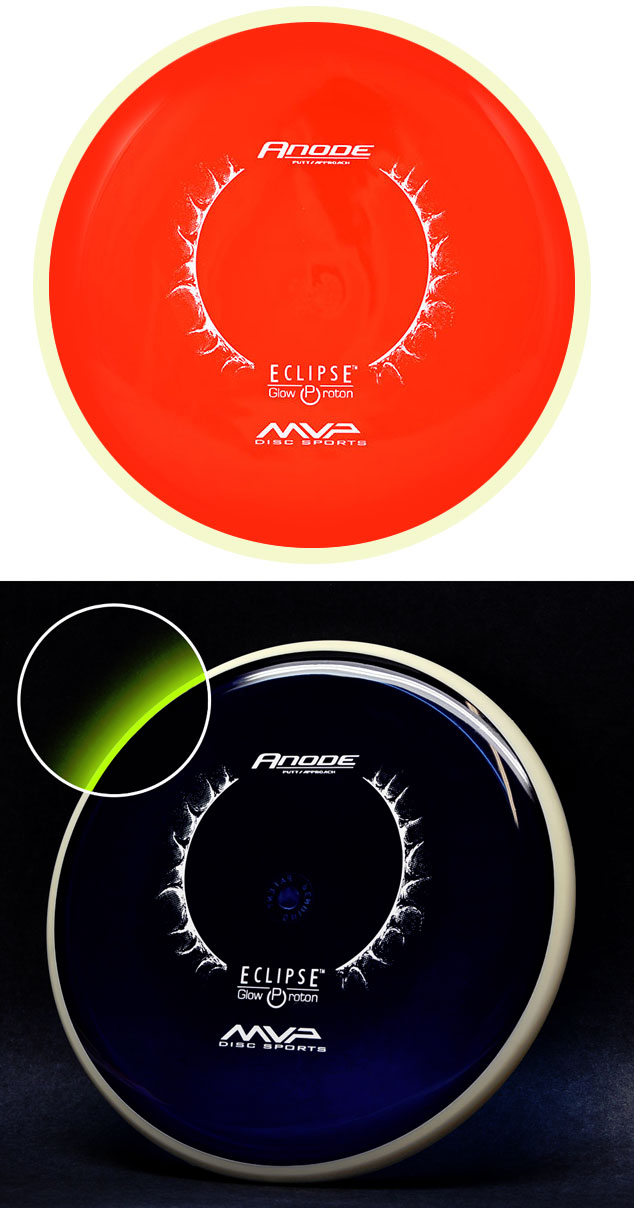 ANODE
PUTT/APPROACH
ECLIPSE™
Glow Proton
MVP
DISC SPORTS
ANODE
PUTT/APPROACH
ECLIPSE™
Glow Proton
MVP
DISC SPORTS